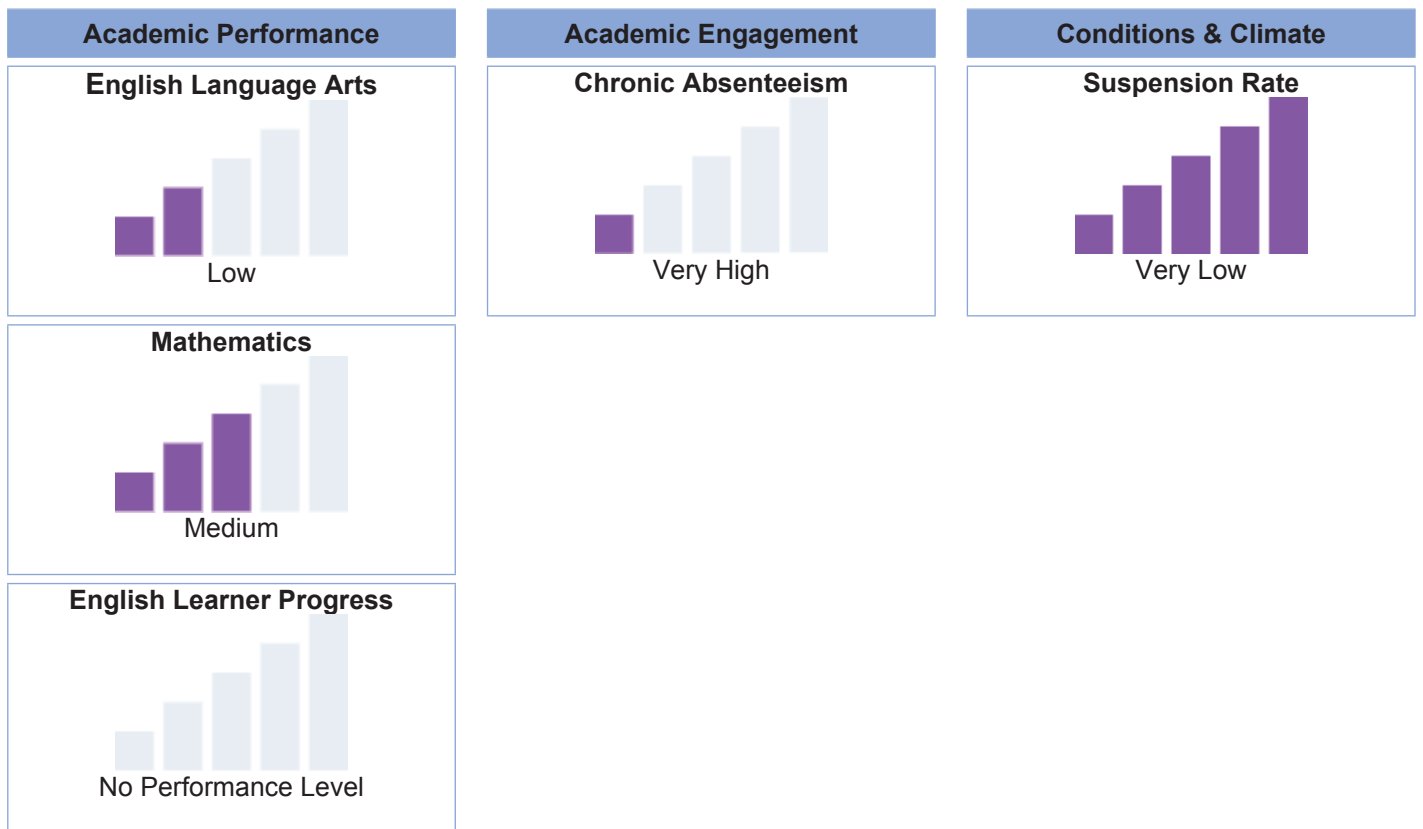 Academic Performance
Academic Engagement
Conditions & Climate
English Language Arts
Low
Chronic Absenteeism
Very High
Suspension Rate
Very Low
Mathematics
Medium
English Learner Progress
No Performance Level